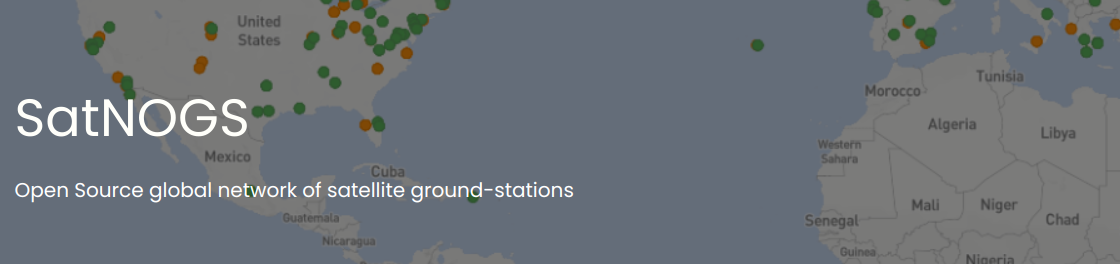 United
States
Tunisia
Morocco
SatNOGS
Algeria
Libya
Western
Sahara
Mexico
Cuba
Open Source global network of satellite ground-stations
Mali
Niger
Chad
Guatemala
Senegal
Nicaragua
Guinea
Nigeria